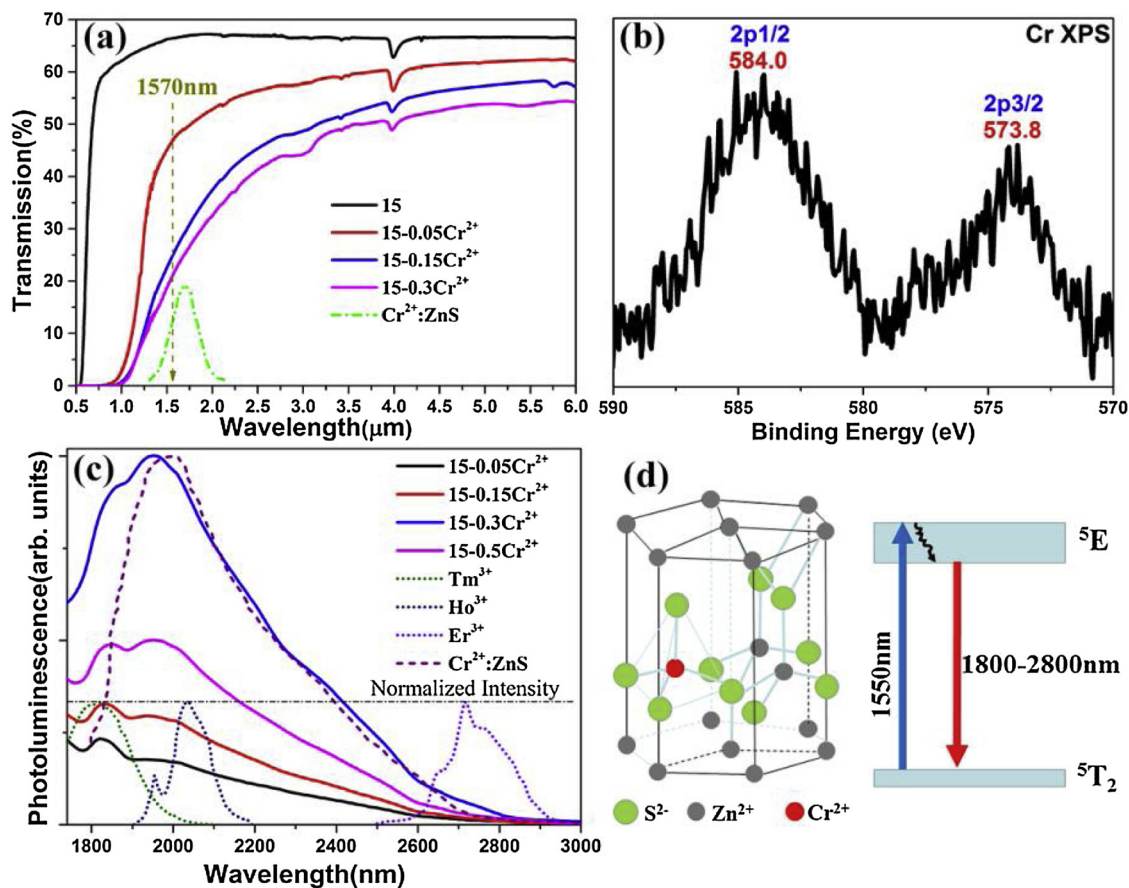 (a)
1570nm
15
15-0.05Cr²⁺
15-0.15Cr²⁺
15-0.3Cr²⁺
Cr²⁺:ZnS
Transmission(%)
70
60
50
40
30
20
10
0
0.5 1.0 1.5 2.0 2.5 3.0 3.5 4.0 4.5 5.0 5.5 6.0
Wavelength(μm)
(b)
Cr XPS
2p1/2
584.0
2p3/2
573.8
590 585 580 575 570
Binding Energy (eV)
(c)
15-0.05Cr²⁺
15-0.15Cr²⁺
15-0.3Cr²⁺
15-0.5Cr²⁺
Tm³⁺
Ho³⁺
Er³⁺
Cr²⁺:ZnS
Normalized Intensity
Photoluminescence(arb. units)
1800 2000 2200 2400 2600 2800 3000
Wavelength(nm)
(d)
S²⁻ Zn²⁺ Cr²⁺
⁵E
1550nm
1800-2800nm
⁵T₂